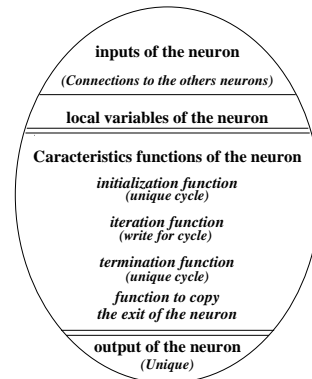 inputs of the neuron
(Connections to the others neurons)
local variables of the neuron
Caracteristics functions of the neuron
initialization function
(unique cycle)
iteration function
(write for cycle)
termination function
(unique cycle)
function to copy
the exit of the neuron
output of the neuron
(Unique)